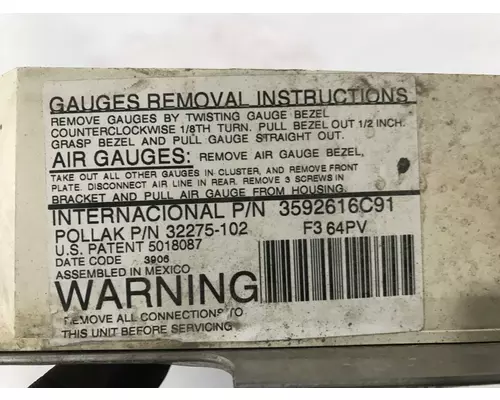 GAUGES REMOVAL INSTRUCTIONS
REMOVE GAUGES BY TWISTING GAUGE BEZEL
COUNTERCLOCKWISE 1/8TH TURN. PULL BEZEL OUT 1/2 INCH.
GRASP BEZEL AND PULL GAUGE STRAIGHT OUT.
AIR GAUGES: REMOVE AIR GAUGE BEZEL,
TAKE OUT ALL OTHER GAUGES IN CLUSTER, AND REMOVE FRONT
PLATE. DISCONNECT AIR LINE IN REAR. REMOVE 3 SCREWS IN
BRACKET AND PULL AIR GAUGE FROM HOUSING.
INTERNACIONAL P/N 3592616C91
POLLAK P/N 32275-102 F3 64PV
U.S. PATENT 5018087
DATE CODE 3906
ASSEMBLED IN MEXICO
WARNING
REMOVE ALL CONNECTIONS TO
THIS UNIT BEFORE SERVICING